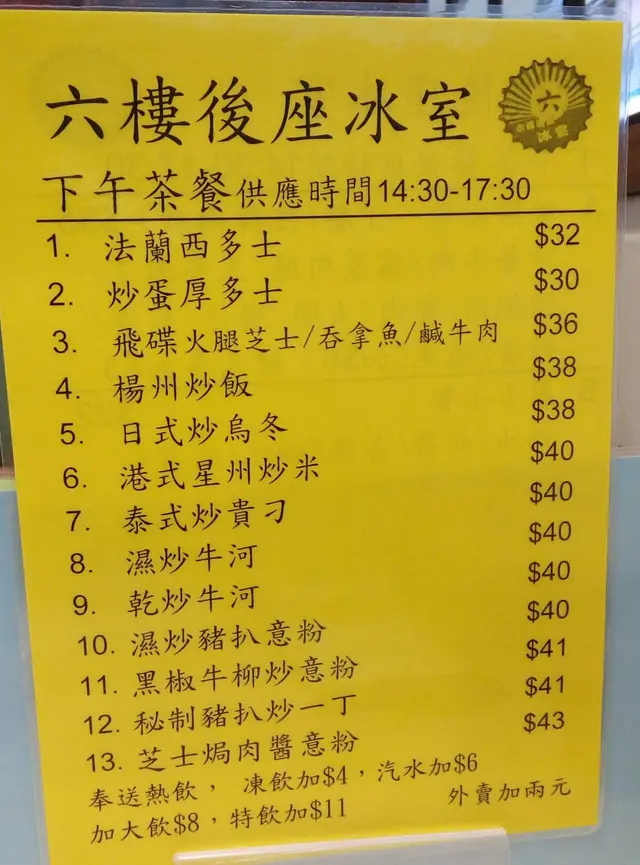 六樓後座冰室
六
冰室
下午茶餐供應時間14:30-17:30
1. 法蘭西多士 $32
2. 炒蛋厚多士 $30
3. 飛碟火腿芝士/吞拿魚/鹹牛肉 $36
4. 楊州炒飯 $38
5. 日式炒烏冬 $38
6. 港式星州炒米 $40
7. 泰式炒貴刁 $40
8. 濕炒牛河 $40
9. 乾炒牛河 $40
10. 濕炒豬扒意粉 $40
11. 黑椒牛柳炒意粉 $41
12. 秘制豬扒炒一丁 $41
13. 芝士焗肉醬意粉 $43
奉送熱飲， 凍飲加$4，汽水加$6
加大飲$8，特飲加$11 外賣加兩元